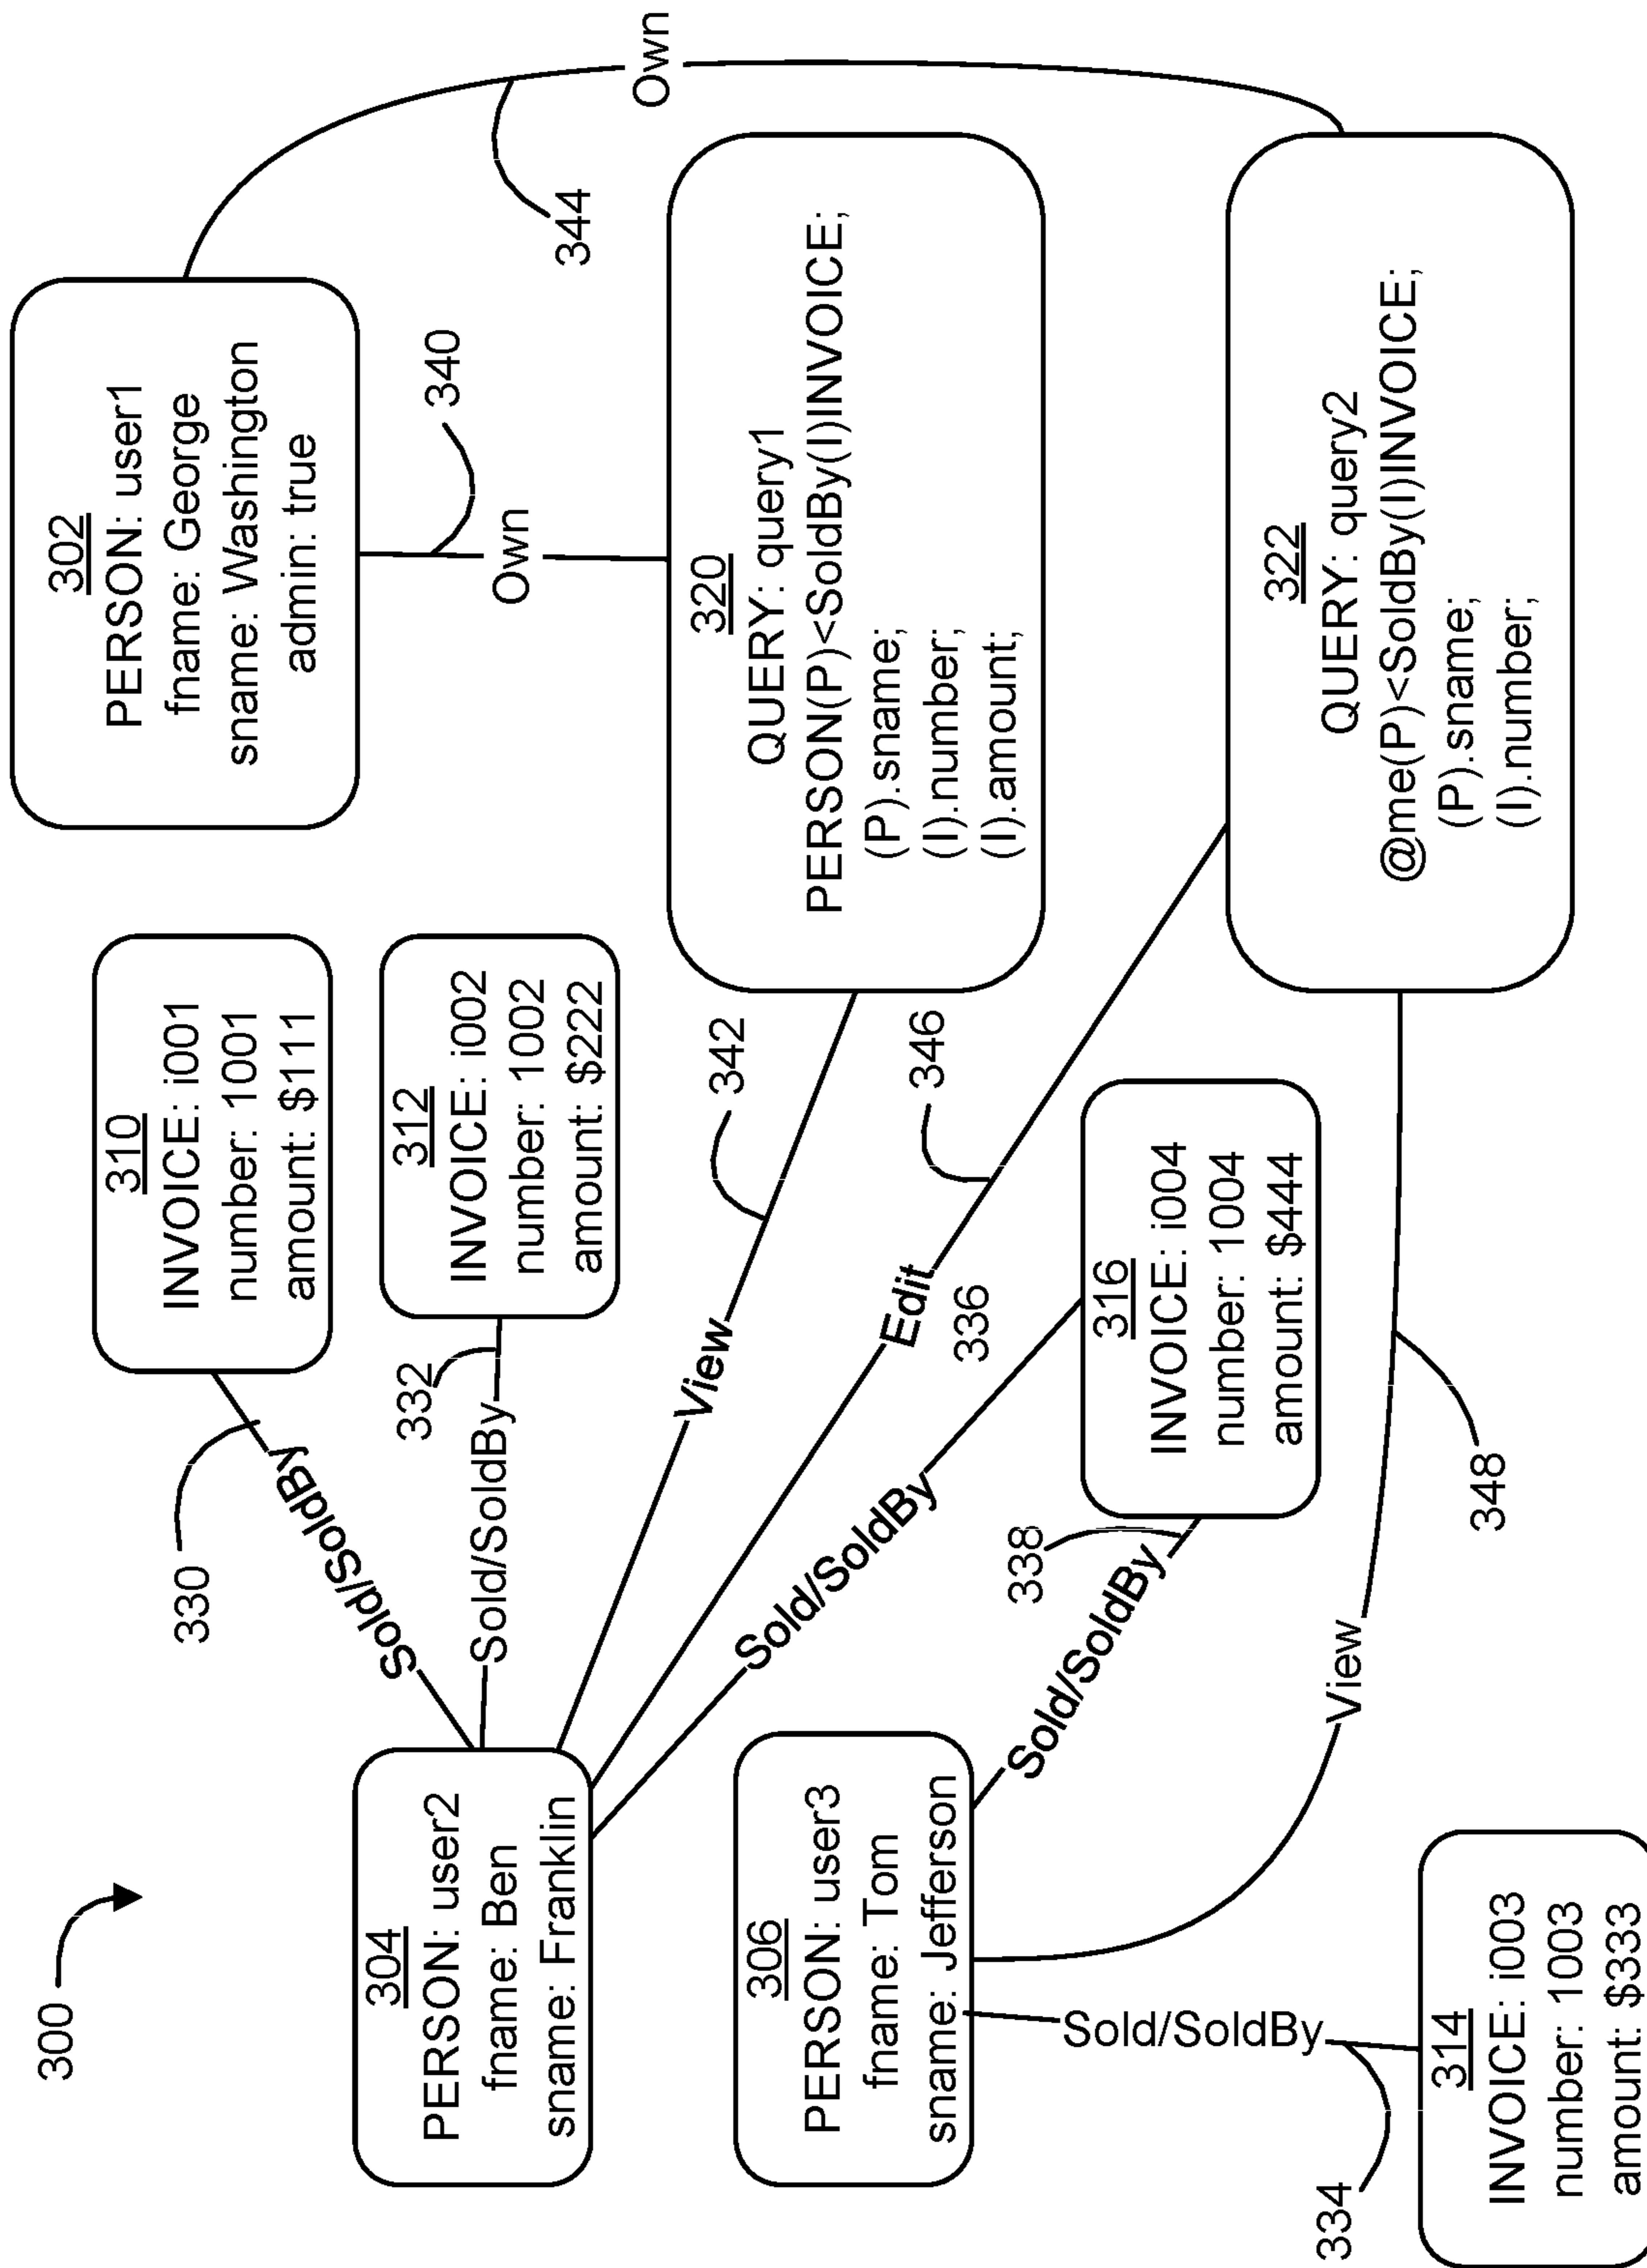 300
304
PERSON: user2
fname: Ben
sname: Franklin
306
PERSON: user3
fname: Tom
sname: Jefferson
314
INVOICE: i003
number: 1003
amount: $333
334
Sold/SoldBy
330
Sold/SoldBy
332
Sold/SoldBy
310
INVOICE: i001
number: 1001
amount: $111
312
INVOICE: i002
number: 1002
amount: $222
View
342
Edit
346
336
Sold/SoldBy
338
Sold/SoldBy
316
INVOICE: i004
number: 1004
amount: $444
View
348
302
PERSON: user1
fname: George
sname: Washington
admin: true
340
Own
344
Own
320
QUERY: query1
PERSON(P)<SoldBy(I)INVOICE;
(P).sname;
(I).number;
(I).amount;
322
QUERY: query2
@me(P)<SoldBy(I)INVOICE;
(P).sname;
(I).number;